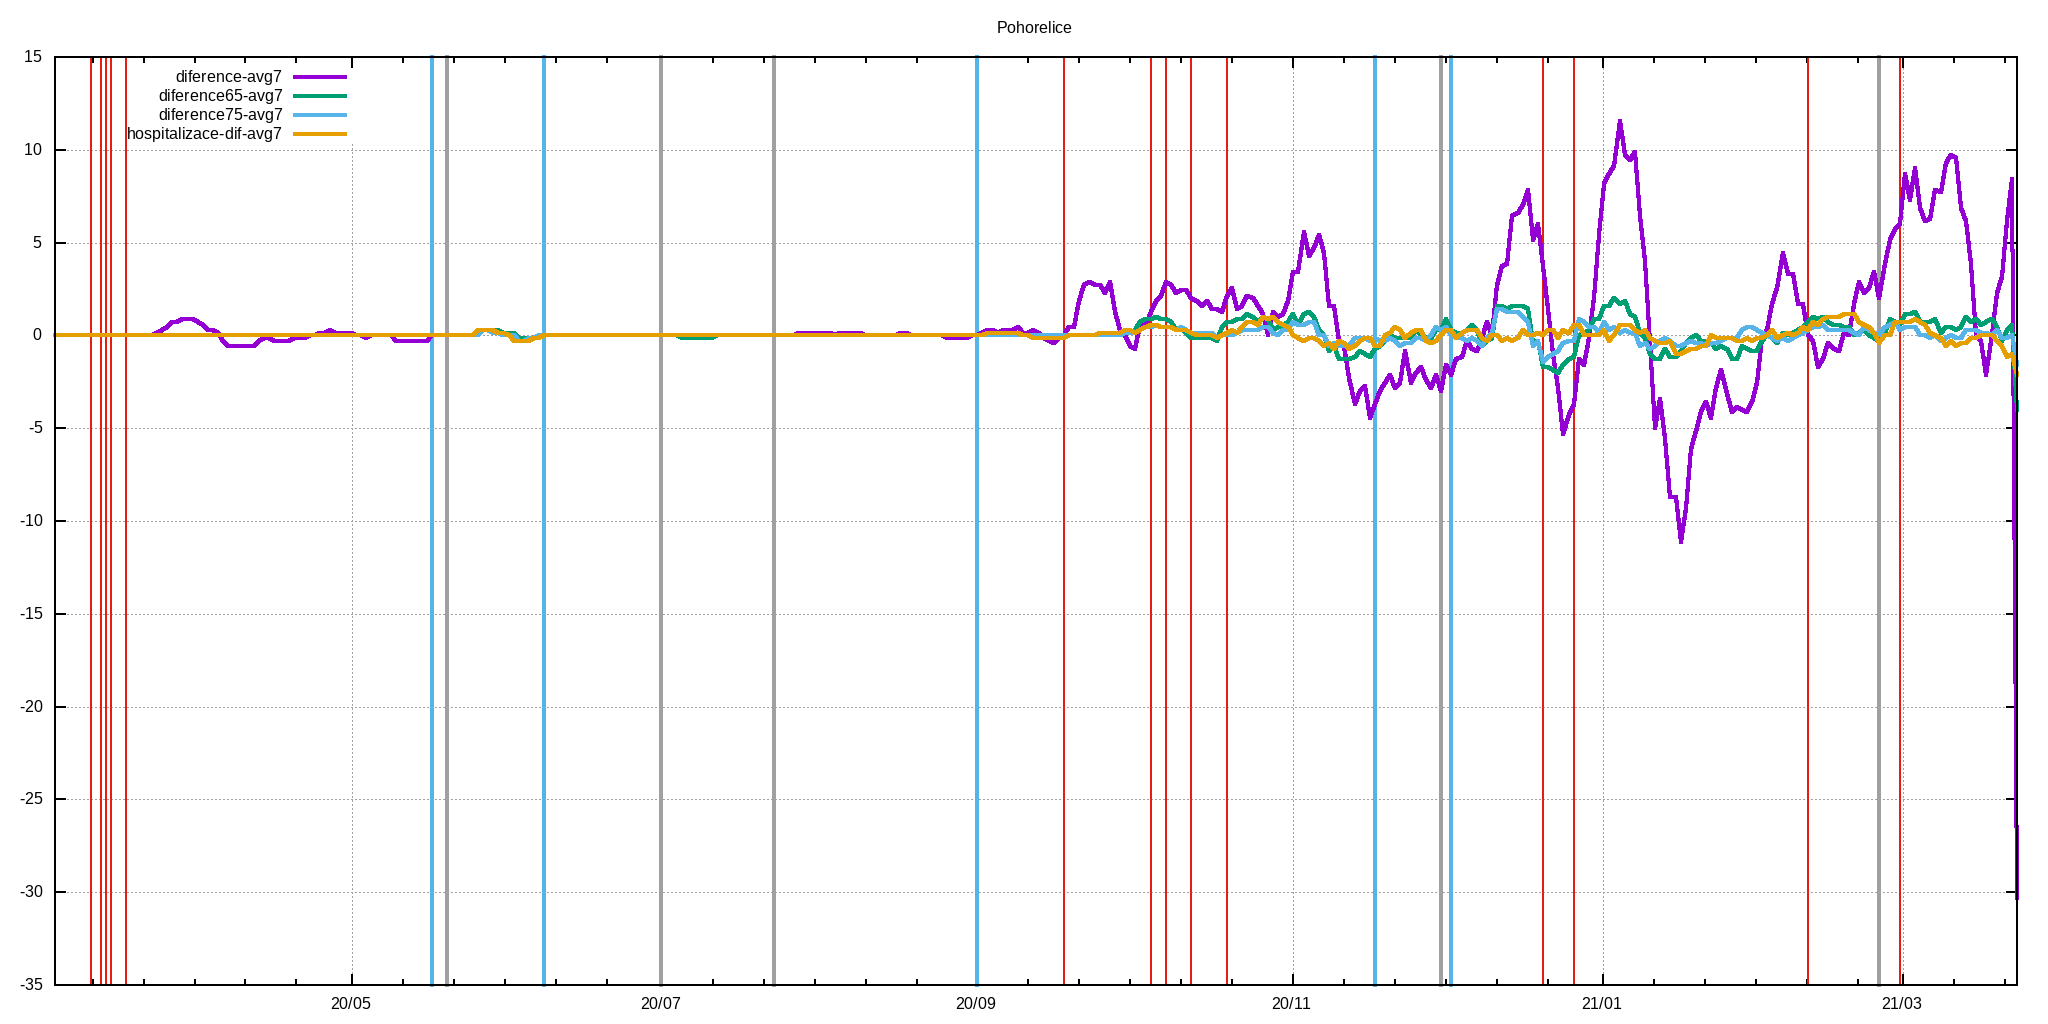 Pohorelice
diference-avg7
diference65-avg7
diference75-avg7
hospitalizace-dif-avg7
15
10
5
0
-5
-10
-15
-20
-25
-30
-35
20/05 20/07 20/09 20/11 21/01 21/03